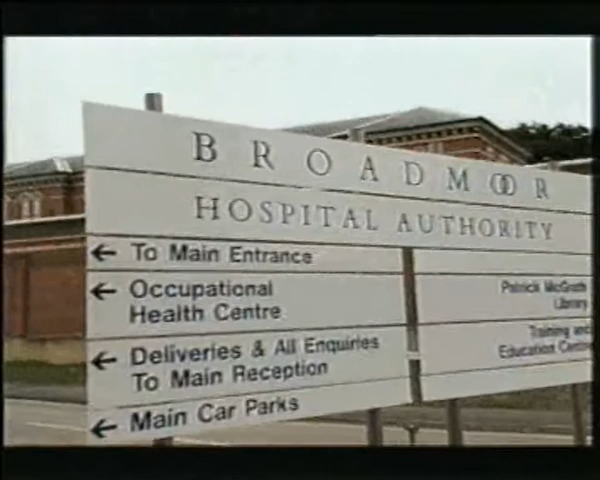 BROADMOOR
HOSPITAL AUTHORITY
← To Main Entrance
← Occupational
Health Centre
Patrick McGrath
Library
← Deliveries & All Enquiries
To Main Reception
Training and
Education Centre
← Main Car Parks